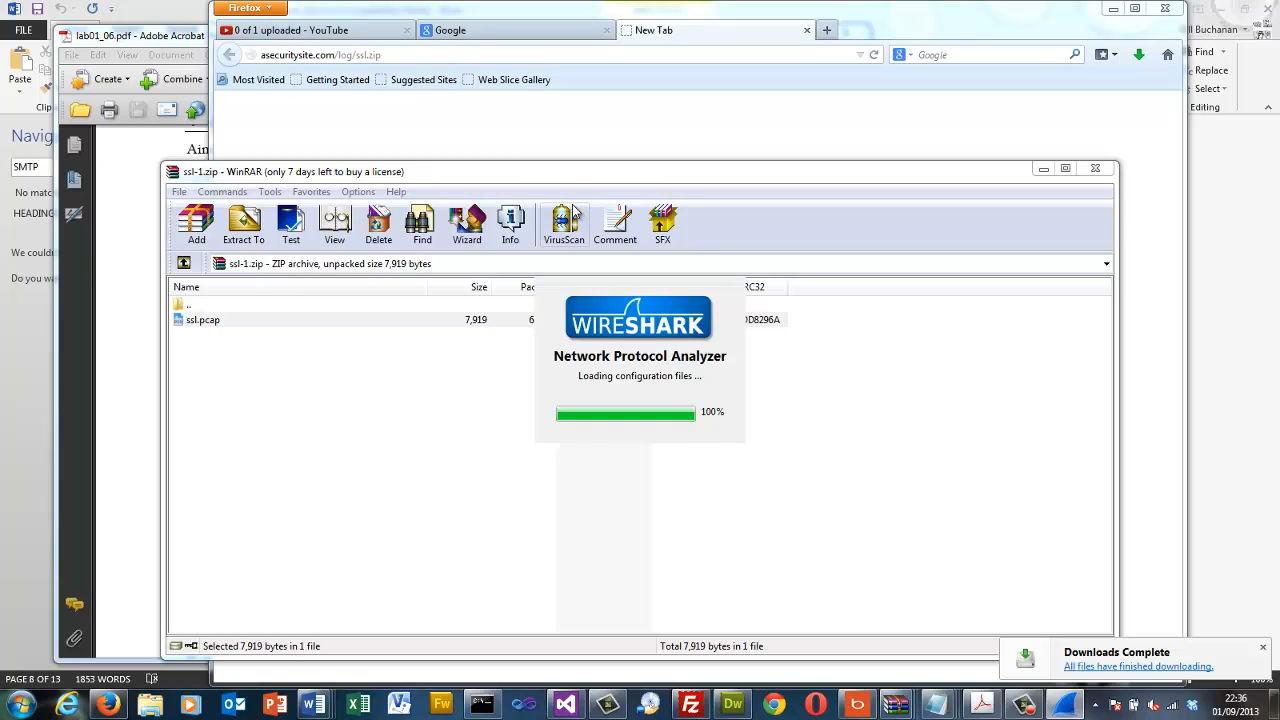 Firefox
FILE
lab01_06.pdf - Adobe Acrobat
0 of 1 uploaded - YouTube
Google
New Tab
ll Buchanan
File Edit View Document
asecuritysite.com/log/ssl.zip
Google
Find
Paste
Create
Combine
Most Visited
Getting Started
Suggested Sites
Web Slice Gallery
Replace
Select
Clip
Editing
Navig
Ain
SMTP
ssl-1.zip - WinRAR (only 7 days left to buy a license)
No matc
File Commands Tools Favorites Options Help
HEADING
Add
Extract To
Test
View
Delete
Find
Wizard
Info
VirusScan
Comment
SFX
We couldn
ssl-1.zip - ZIP archive, unpacked size 7,919 bytes
Do you w
Name
Size
Pac
RC32
..
ssl.pcap
7,919
6
0D8296A
WIRESHARK
Network Protocol Analyzer
Loading configuration files ...
100%
Selected 7,919 bytes in 1 file
Total 7,919 bytes in 1 file
Downloads Complete
All files have finished downloading.
PAGE 8 OF 13
1853 WORDS
22:36
01/09/2013